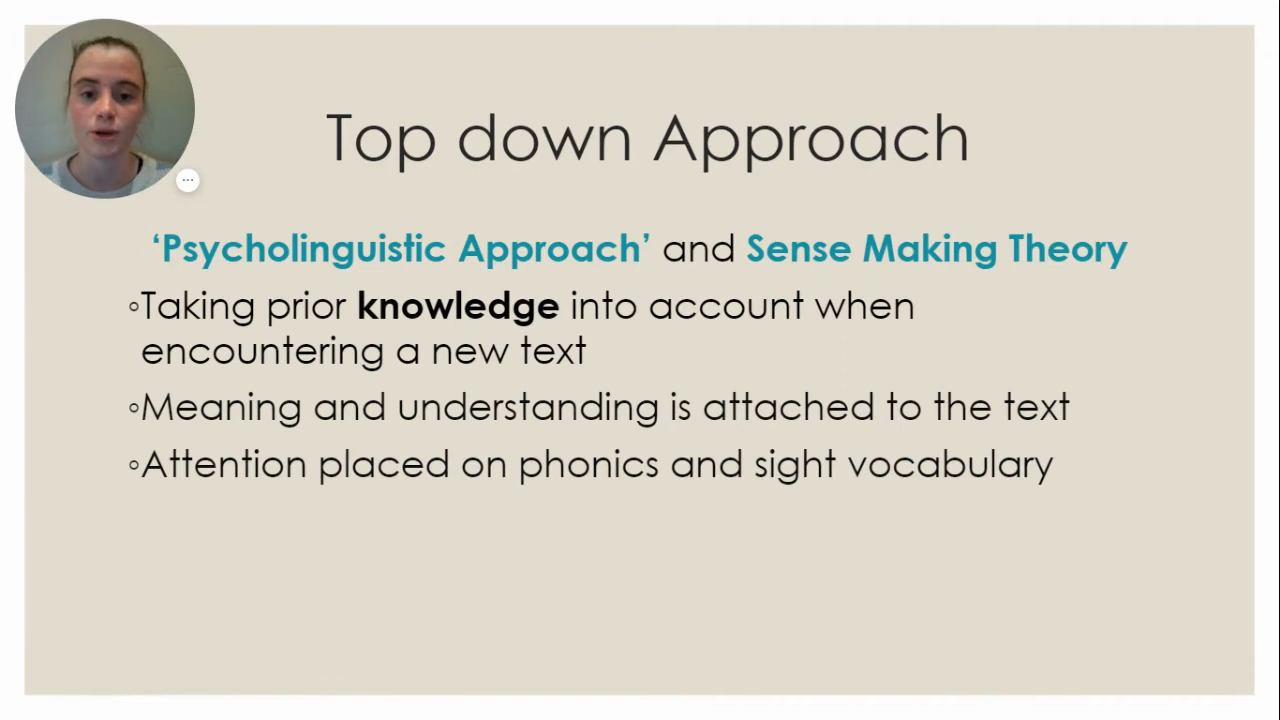 Top down Approach
‘Psycholinguistic Approach’ and Sense Making Theory
◦Taking prior knowledge into account when
encountering a new text
◦Meaning and understanding is attached to the text
◦Attention placed on phonics and sight vocabulary